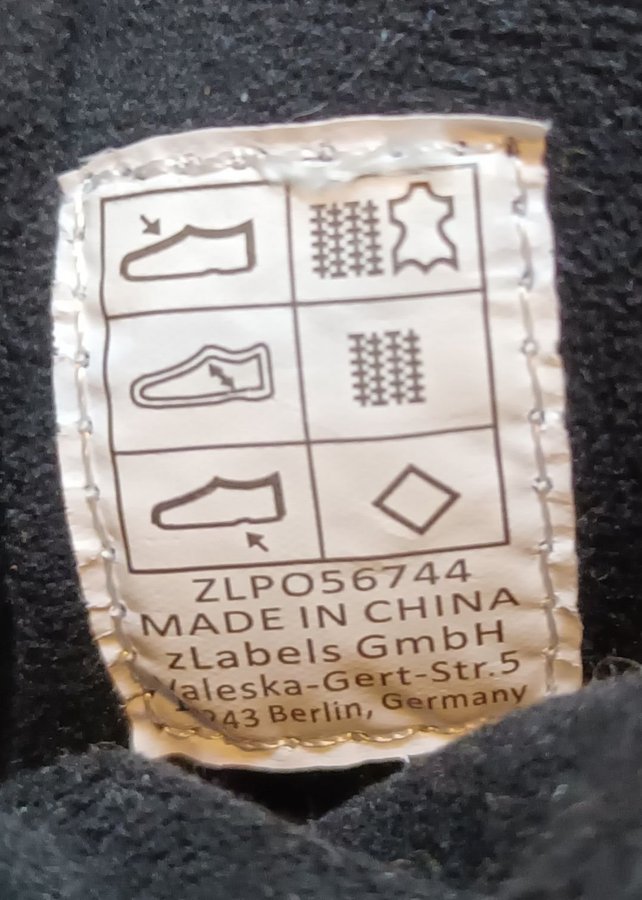 ZLPO56744
MADE IN CHINA
zLabels GmbH
Valeska-Gert-Str.5
Berlin, Germany